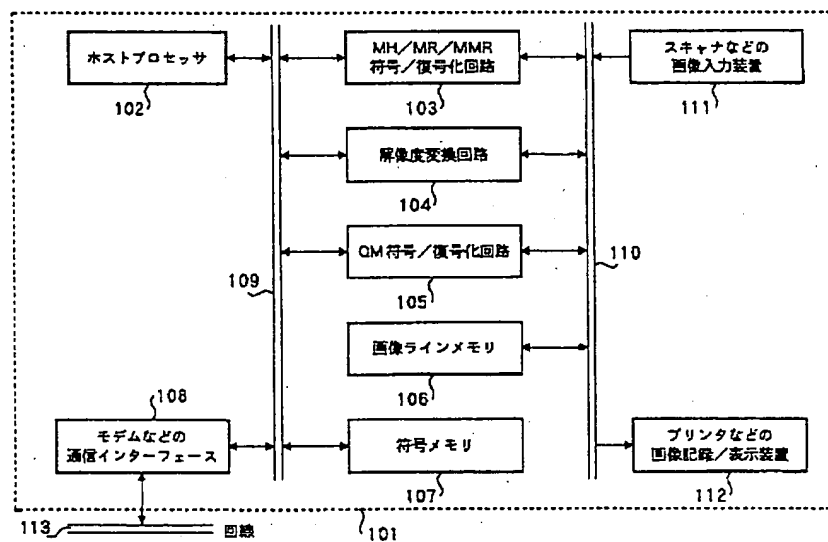 ホストプロセッサ
102
MH／MR／MMR
符号／復号化回路
103
スキャナなどの
画像入力装置
111
解像度変換回路
104
QM符号／復号化回路
105
109
110
画像ラインメモリ
106
108
モデムなどの
通信インターフェース
符号メモリ
107
プリンタなどの
画像記録／表示装置
112
113
回線
101